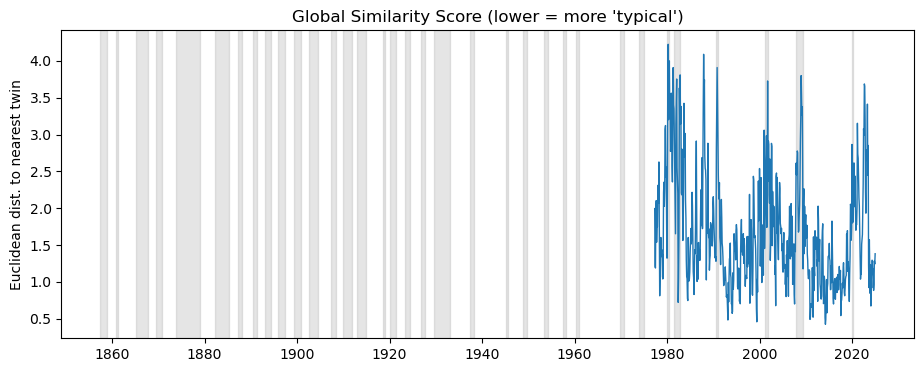 Global Similarity Score (lower = more 'typical')
Euclidean dist. to nearest twin
4.0
3.5
3.0
2.5
2.0
1.5
1.0
0.5
1860 1880 1900 1920 1940 1960 1980 2000 2020